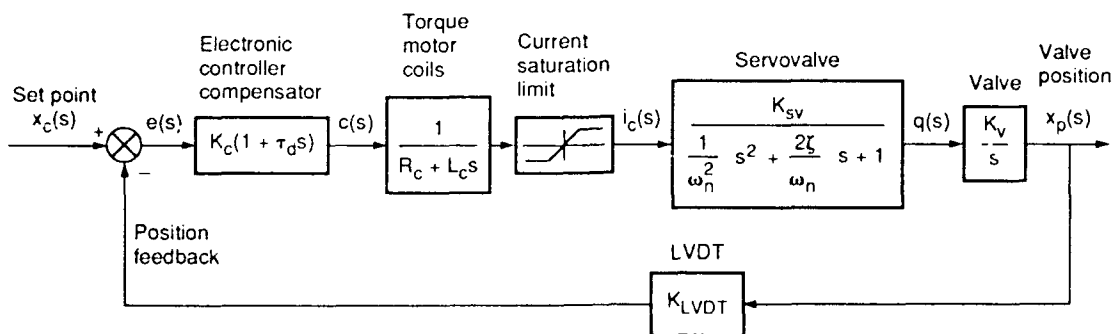 Set point
x_c(s)
+
−
e(s)
Electronic
controller
compensator
K_c(1 + τ_d s)
c(s)
Torque
motor
coils
1
R_c + L_c s
Current
saturation
limit
i_c(s)
Servovalve
K_sv
1/ω_n² s² + 2ζ/ω_n s + 1
q(s)
Valve
K_v
s
Valve
position
x_p(s)
Position
feedback
LVDT
K_LVDT